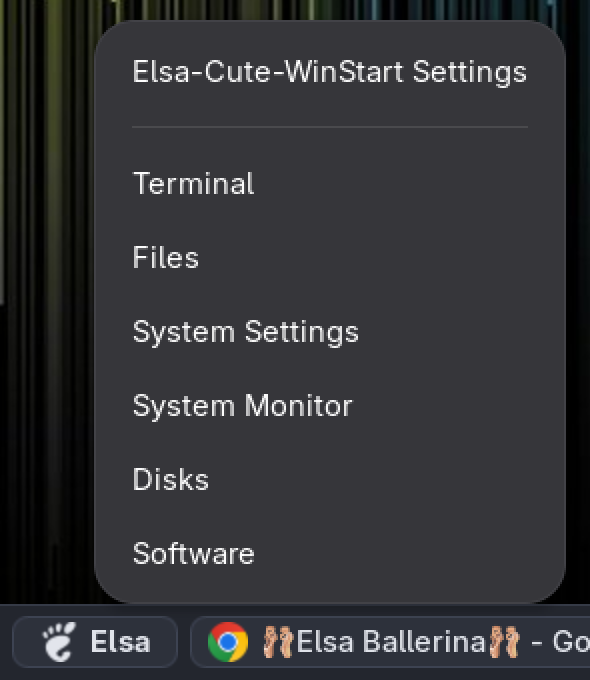 Elsa-Cute-WinStart Settings
Terminal
Files
System Settings
System Monitor
Disks
Software
Elsa
🩰Elsa Ballerina🩰 - Go